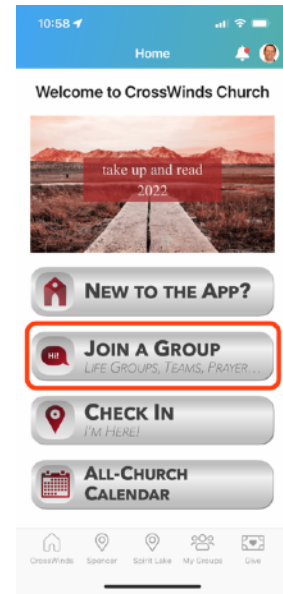 10:58
Home
Welcome to CrossWinds Church
take up and read
2022
NEW TO THE APP?
Hi!
JOIN A GROUP
LIFE GROUPS, TEAMS, PRAYER...
CHECK IN
I'M HERE!
ALL-CHURCH
CALENDAR
CrossWinds Spencer Spirit Lake My Groups Give